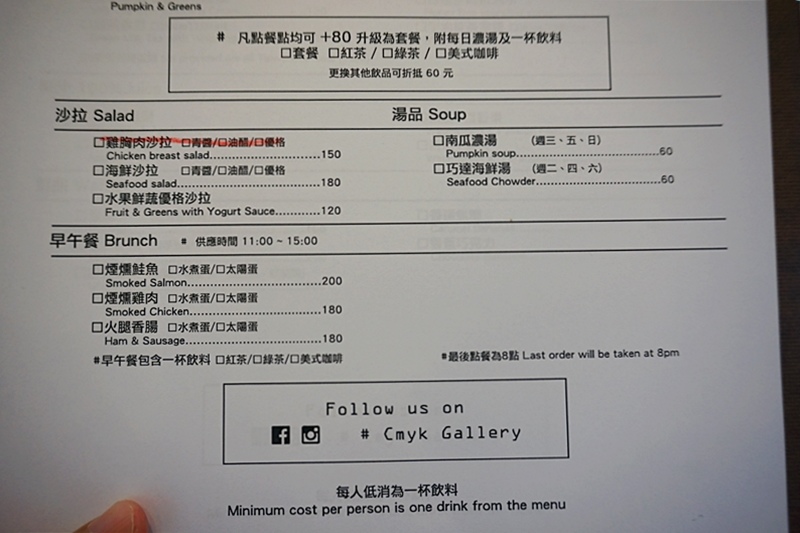 Pumpkin & Greens
# 凡點餐點均可 +80 升級為套餐，附每日濃湯及一杯飲料
□套餐 □紅茶 / □綠茶 / □美式咖啡
更換其他飲品可折抵 60 元
沙拉 Salad
□雞胸肉沙拉 □青醬/□油醋/□優格
Chicken breast salad..............................150
□海鮮沙拉 □青醬/□油醋/□優格
Seafood salad......................................180
□水果鮮蔬優格沙拉
Fruit & Greens with Yogurt Sauce............120
湯品 Soup
□南瓜濃湯 （週三、五、日）
Pumpkin soup...................................60
□巧達海鮮湯 （週二、四、六）
Seafood Chowder...............................60
早午餐 Brunch # 供應時間 11:00 ~ 15:00
□煙燻鮭魚 □水煮蛋/□太陽蛋
Smoked Salmon..................................200
□煙燻雞肉 □水煮蛋/□太陽蛋
Smoked Chicken.................................180
□火腿香腸 □水煮蛋/□太陽蛋
Ham & Sausage..................................180
#早午餐包含一杯飲料 □紅茶/□綠茶/□美式咖啡
#最後點餐為8點 Last order will be taken at 8pm
Follow us on
# Cmyk Gallery
每人低消為一杯飲料
Minimum cost per person is one drink from the menu